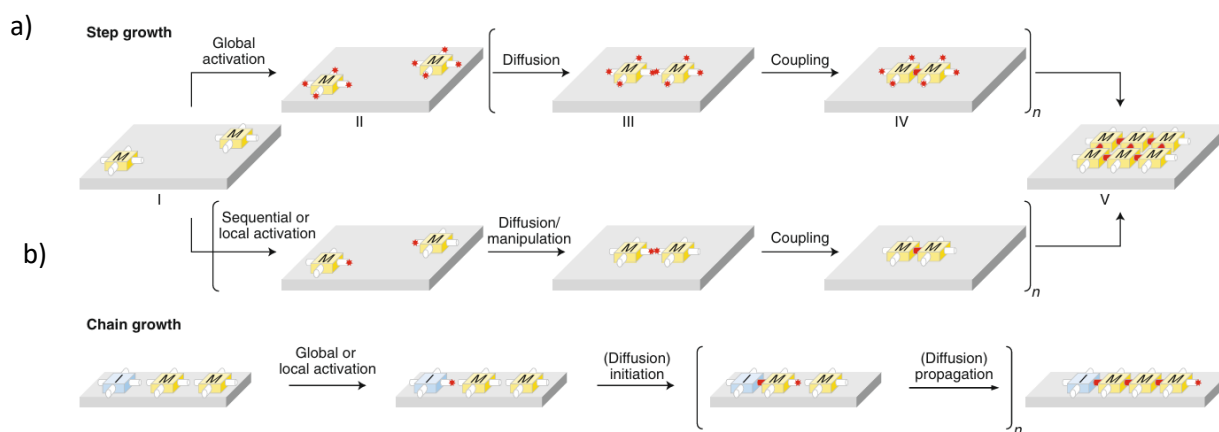 a)
Step growth
Global
activation
Diffusion
Coupling
M
M
M
M
M
M
n
II
III
IV
M
M
M M M
M M M
I
V
Sequential or
local activation
Diffusion/
manipulation
Coupling
b)
M
M
M
M
M
M
n
Chain growth
Global or
local activation
(Diffusion)
initiation
(Diffusion)
propagation
I M M
I M M
I M M
I M M M
n